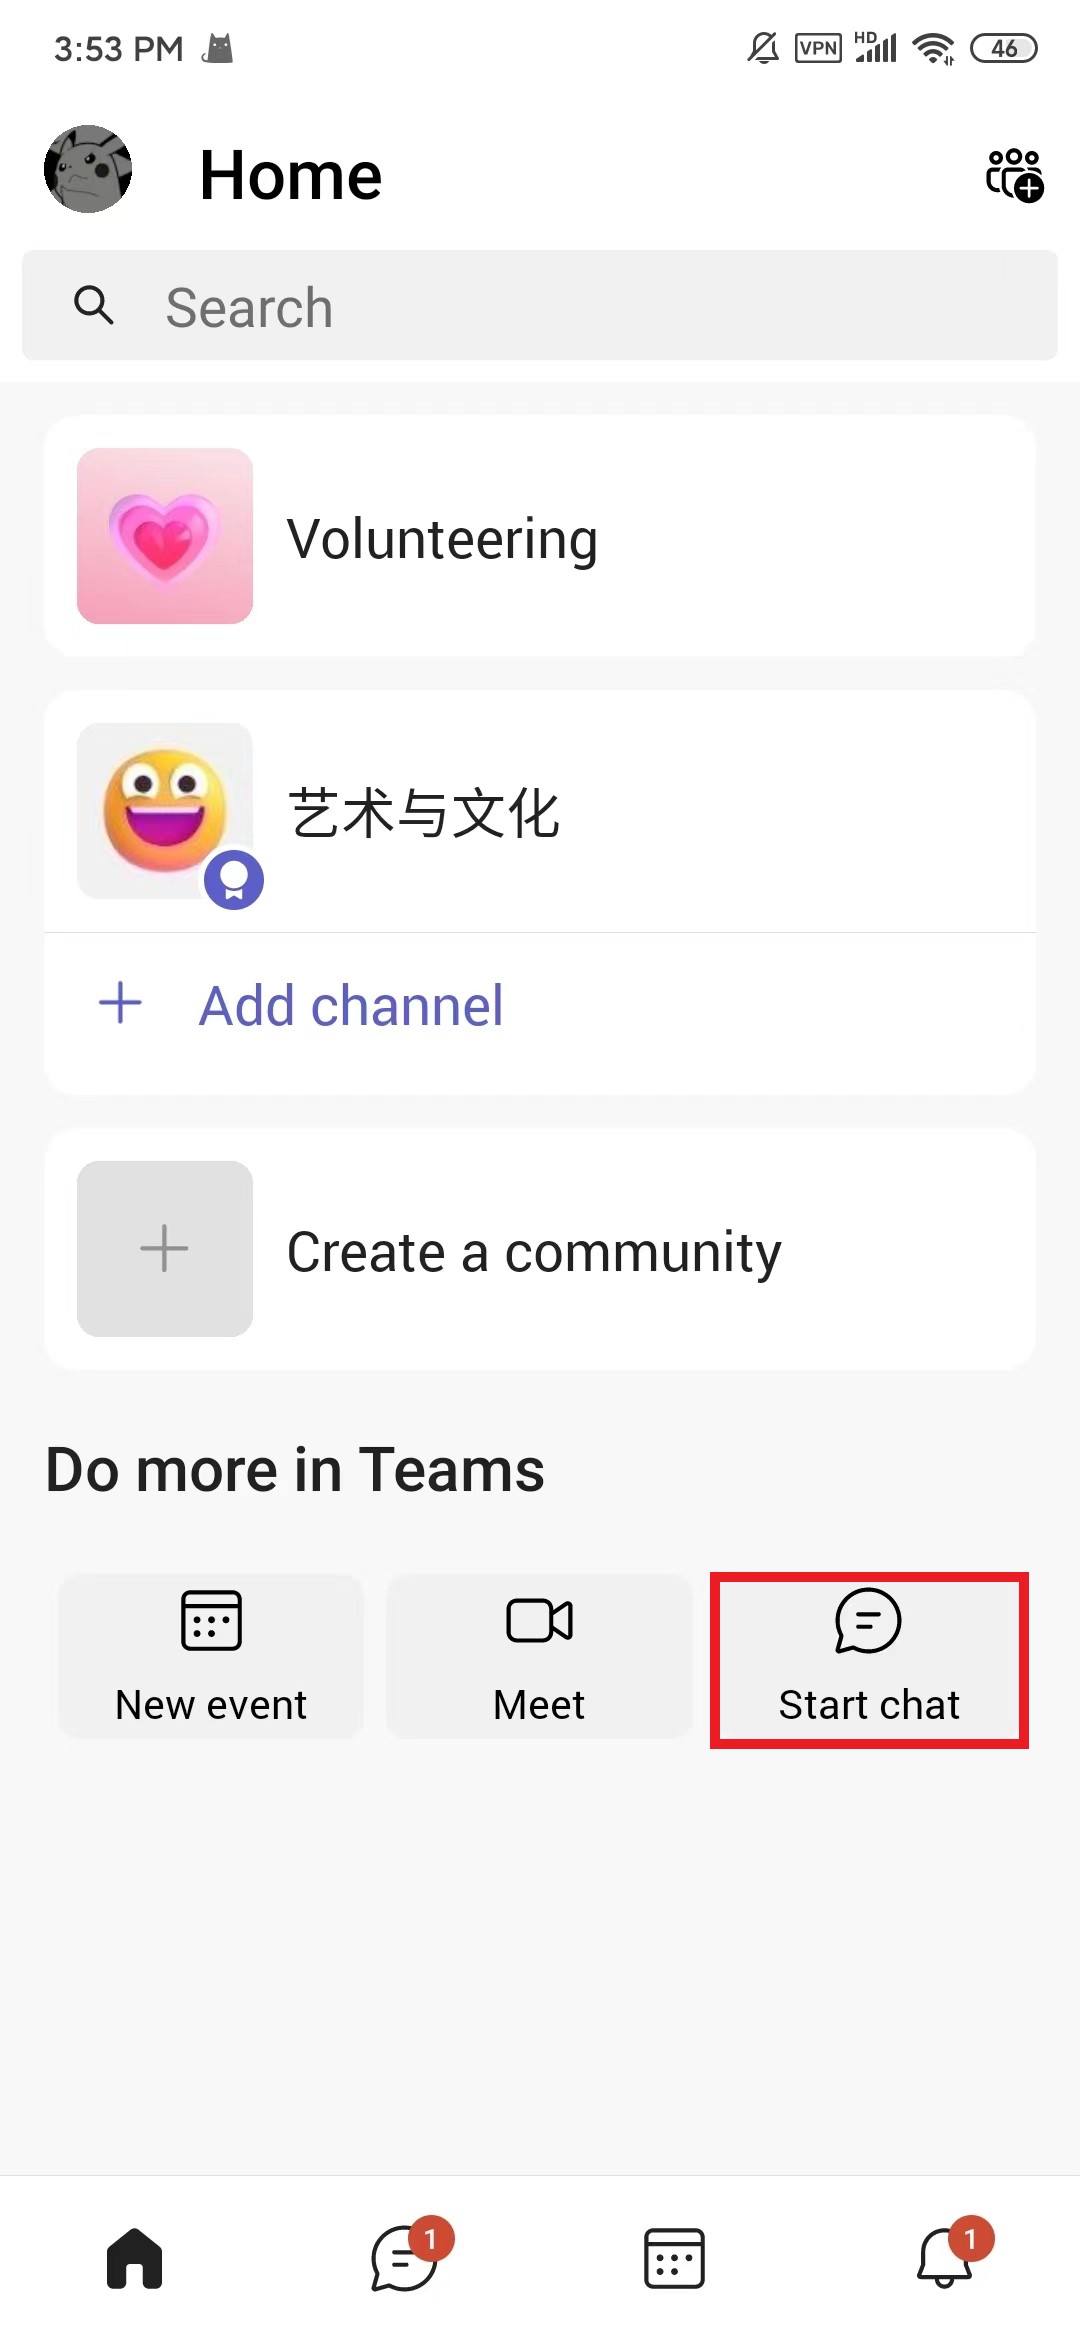 3:53 PM
VPN
HD
46
Home
Search
Volunteering
艺术与文化
Add channel
Create a community
Do more in Teams
New event
Meet
Start chat
1
1